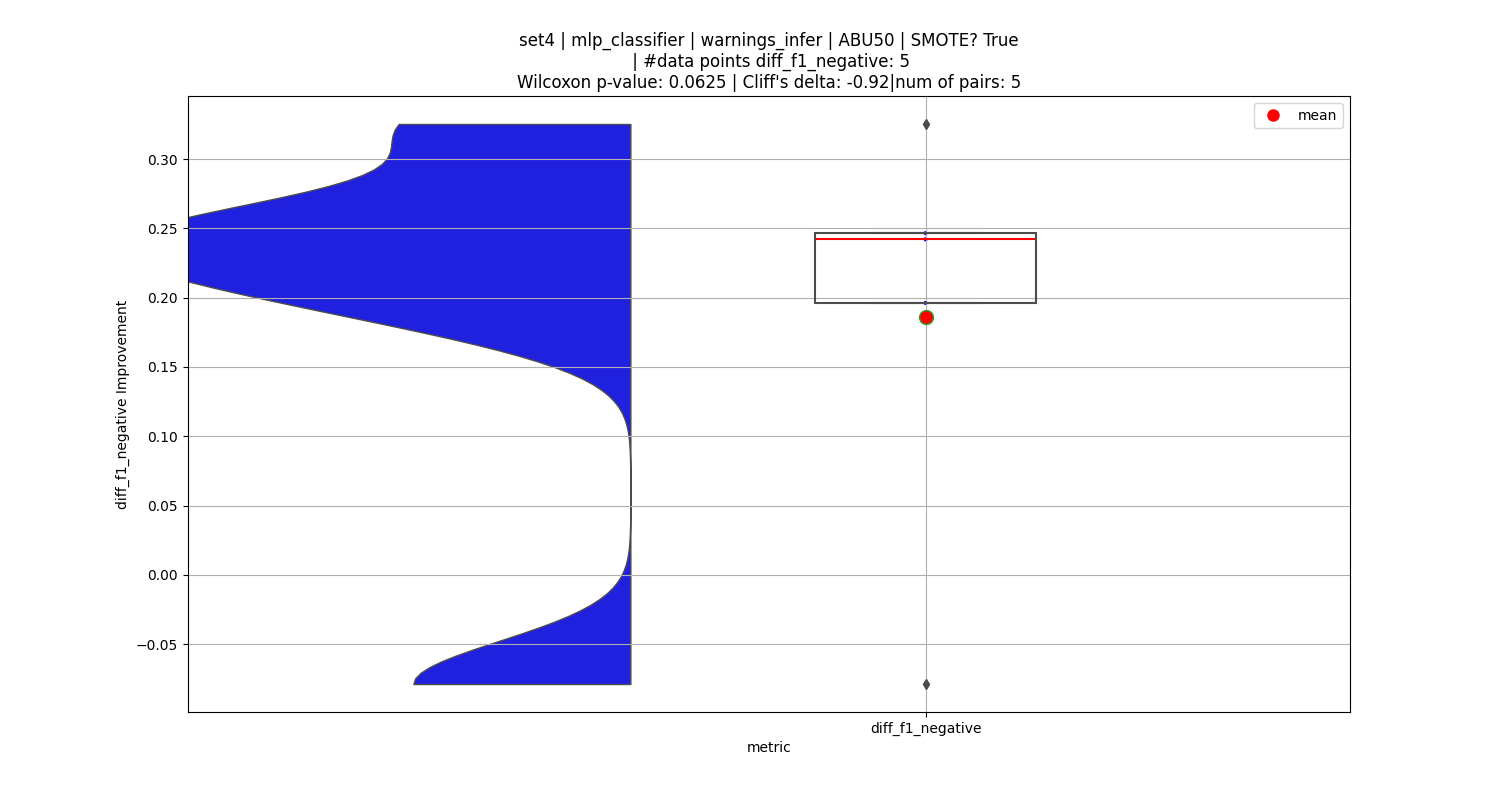 set4 | mlp_classifier | warnings_infer | ABU50 | SMOTE? True
| #data points diff_f1_negative: 5
Wilcoxon p-value: 0.0625 | Cliff's delta: -0.92|num of pairs: 5
mean
0.30
0.25
0.20
0.15
0.10
0.05
0.00
−0.05
diff_f1_negative Improvement
diff_f1_negative
metric